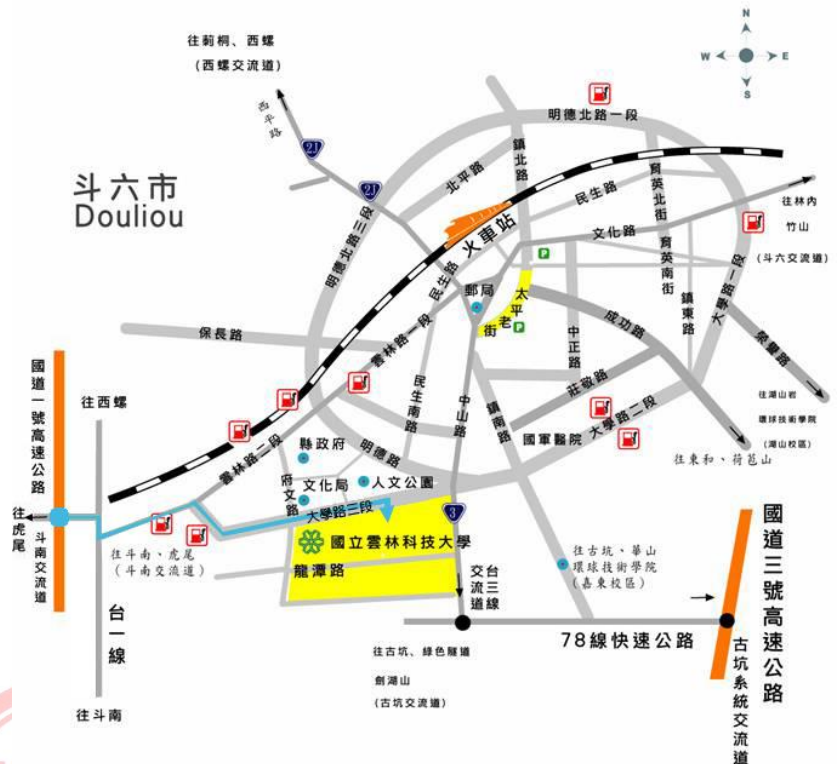 N
W
E
S
往莿桐、西螺
(西螺交流道)
西平路
21
21
斗六市
Douliou
明德北路一段
鎮北路
北平路
民生路
育英北街
文化路
往林內
竹山
(斗六交流道)
火車站
明德北路三段
民生路
郵局
太平老街
P
P
育英南街
鎮東路
大學路一段
保長路
雲林路一段
成功路
中正路
莊敬路
榮譽路
往湖山岩
環球技術學院
(湖山校區)
民生南路
中山路
鎮南路
國軍醫院
大學路二段
往東和、荷苞山
國道一號高速公路
往西螺
雲林路二段
縣政府
明德路
府文路
文化局
人文公園
大學路三段
3
往虎尾
斗南交流道
往斗南、虎尾
(斗南交流道)
國立雲林科技大學
龍潭路
台一線
往斗南
台三線
交流道
往古坑、華山
環球技術學院
(嘉東校區)
國道三號高速公路
78線快速公路
古坑系統交流道
往古坑、綠色隧道
劍湖山
(古坑交流道)